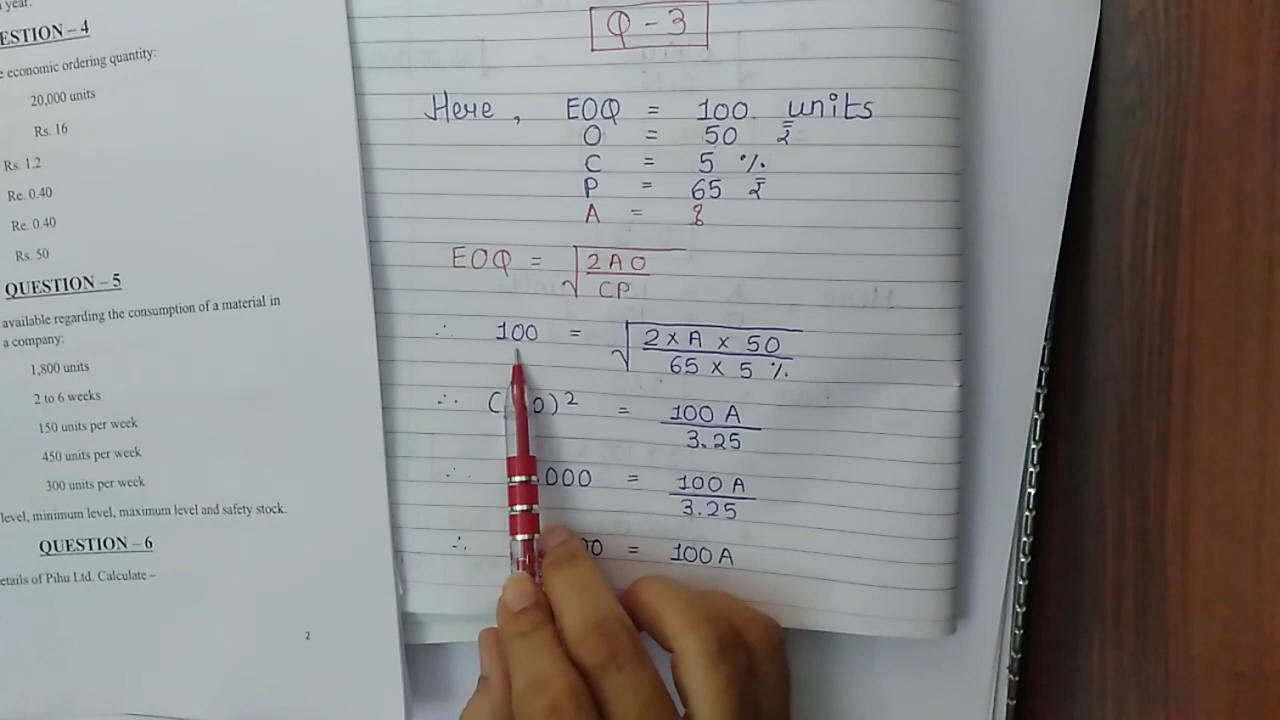 year.
ESTION – 4
economic ordering quantity:
20,000 units
Rs. 16
Rs. 1.2
Re. 0.40
Re. 0.40
Rs. 50
QUESTION – 5
available regarding the consumption of a material in
a company:
1,800 units
2 to 6 weeks
150 units per week
450 units per week
300 units per week
level, minimum level, maximum level and safety stock.
QUESTION – 6
etails of Pihu Ltd. Calculate –
2
Q - 3
Here, EOQ = 100 units
O = 50 ₹
C = 5 %
P = 65 ₹
A = ?
EOQ = √2AO/CP
∴ 100 = √2 × A × 50/65 × 5 %
∴ ( 0)² = 100 A/3.25
∴ 000 = 100 A/3.25
∴ 00 = 100 A